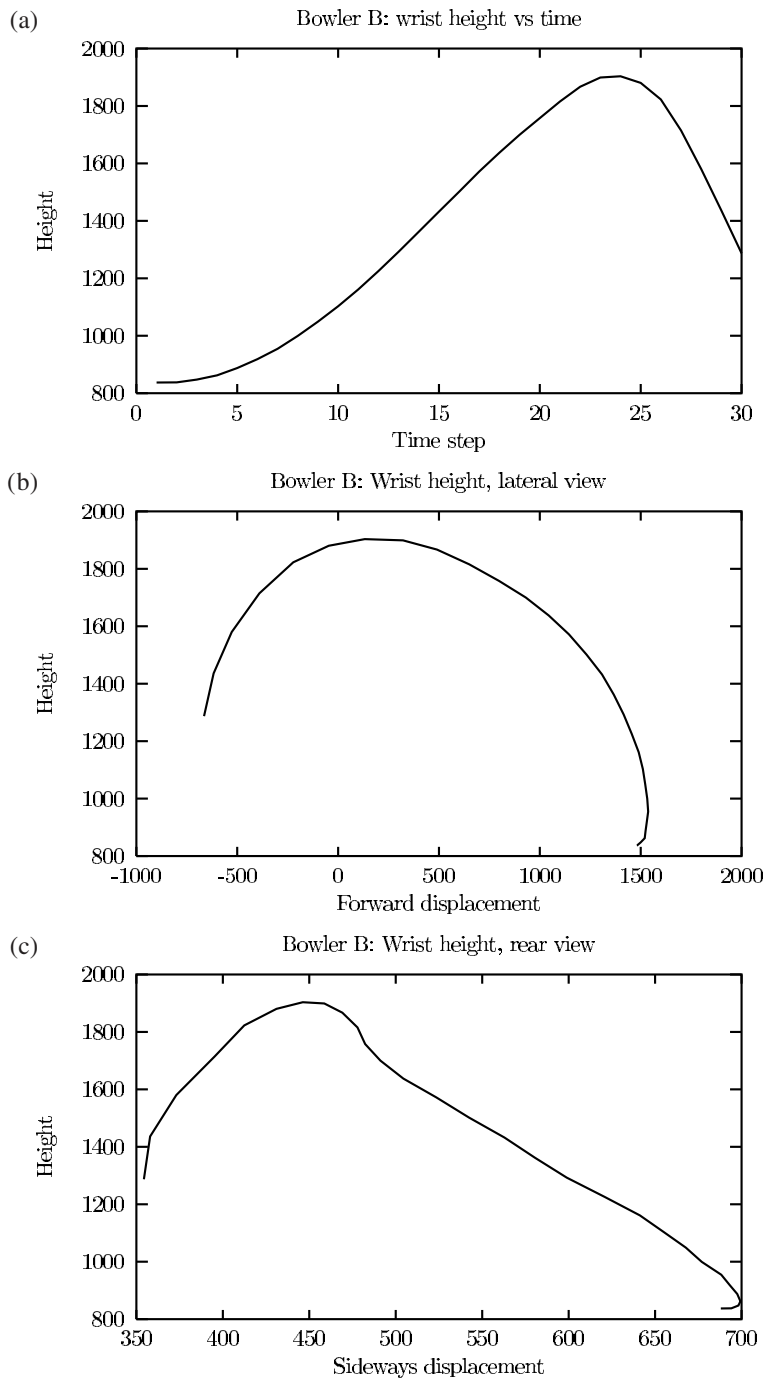 (a)
Bowler B: wrist height vs time
2000
1800
1600
1400
1200
1000
800
Height
0 5 10 15 20 25 30
Time step
(b)
Bowler B: Wrist height, lateral view
2000
1800
1600
1400
1200
1000
800
Height
-1000 -500 0 500 1000 1500 2000
Forward displacement
(c)
Bowler B: Wrist height, rear view
2000
1800
1600
1400
1200
1000
800
Height
350 400 450 500 550 600 650 700
Sideways displacement